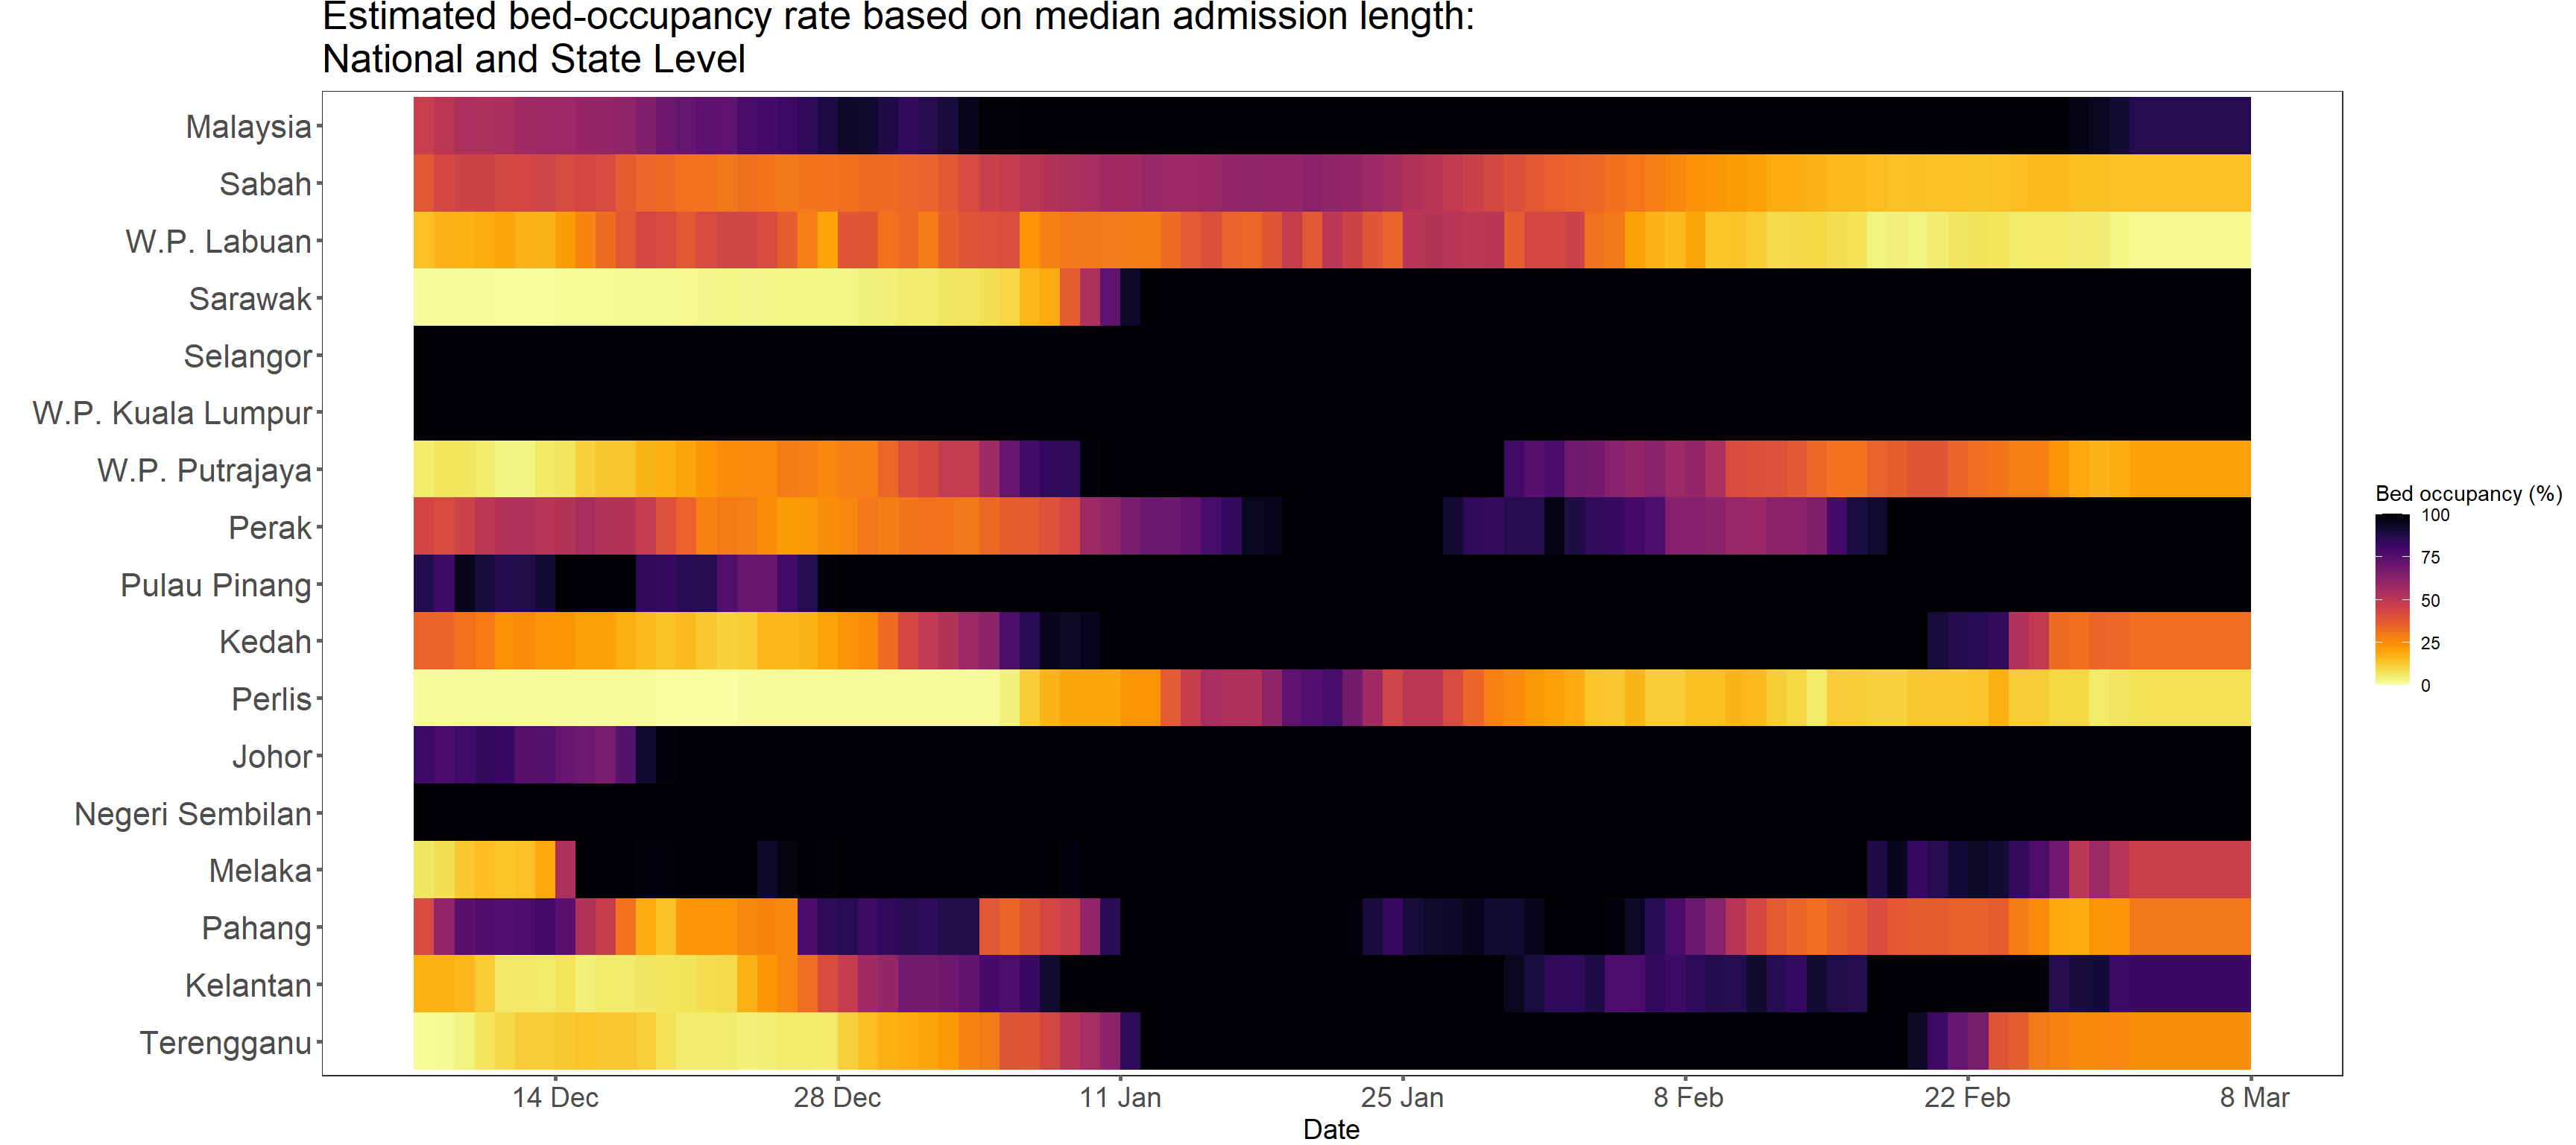 Estimated bed-occupancy rate based on median admission length:
National and State Level
Malaysia
Sabah
W.P. Labuan
Sarawak
Selangor
W.P. Kuala Lumpur
W.P. Putrajaya
Perak
Pulau Pinang
Kedah
Perlis
Johor
Negeri Sembilan
Melaka
Pahang
Kelantan
Terengganu
14 Dec
28 Dec
11 Jan
25 Jan
8 Feb
22 Feb
8 Mar
Date
Bed occupancy (%)
100
75
50
25
0